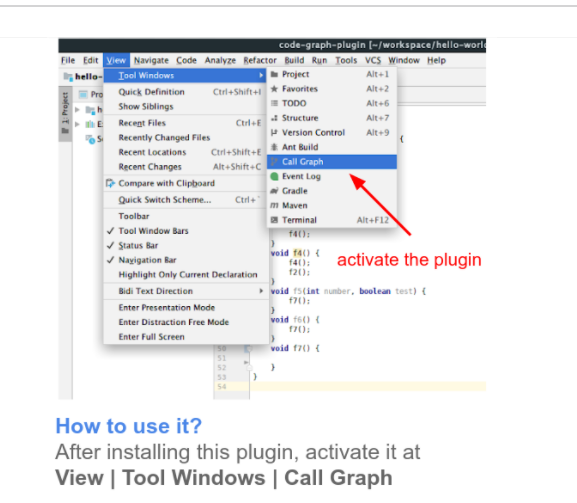 code-graph-plugin [~/workspace/hello-worl
File Edit View Navigate Code Analyze Refactor Build Run Tools VCS Window Help
hello-
1: Project
Pro
h
E
S
Tool Windows
Quick Definition Ctrl+Shift+I
Show Siblings
Recent Files Ctrl+E
Recently Changed Files
Recent Locations Ctrl+Shift+E
Recent Changes Alt+Shift+C
Compare with Clipboard
Quick Switch Scheme... Ctrl+`
Toolbar
✓ Tool Window Bars
✓ Status Bar
✓ Navigation Bar
Highlight Only Current Declaration
Bidi Text Direction
Enter Presentation Mode
Enter Distraction Free Mode
Enter Full Screen
Project Alt+1
Favorites Alt+2
TODO Alt+6
Structure Alt+7
Version Control Alt+9
Ant Build
Call Graph
Event Log
Gradle
Maven
Terminal Alt+F12
{
f4();
}
void f4() {
f4();
f2();
}
void f5(int number, boolean test) {
f7();
}
void f6() {
f7();
}
50 void f7() {
51
52 }
53 }
54
activate the plugin
How to use it?
After installing this plugin, activate it at
View | Tool Windows | Call Graph